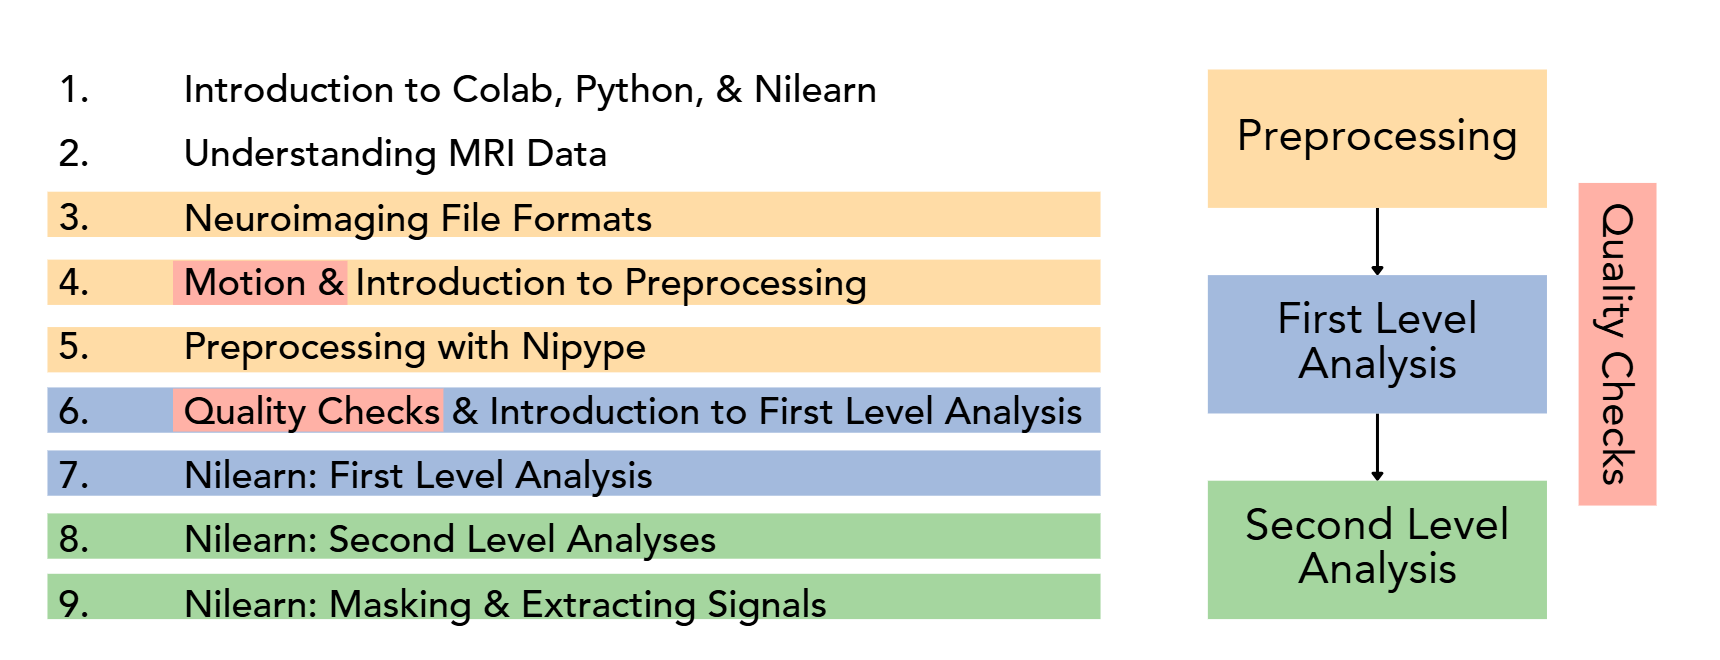 1. Introduction to Colab, Python, & Nilearn
2. Understanding MRI Data
3. Neuroimaging File Formats
4. Motion & Introduction to Preprocessing
5. Preprocessing with Nipype
6. Quality Checks & Introduction to First Level Analysis
7. Nilearn: First Level Analysis
8. Nilearn: Second Level Analyses
9. Nilearn: Masking & Extracting Signals
Preprocessing
First Level
Analysis
Second Level
Analysis
Quality Checks